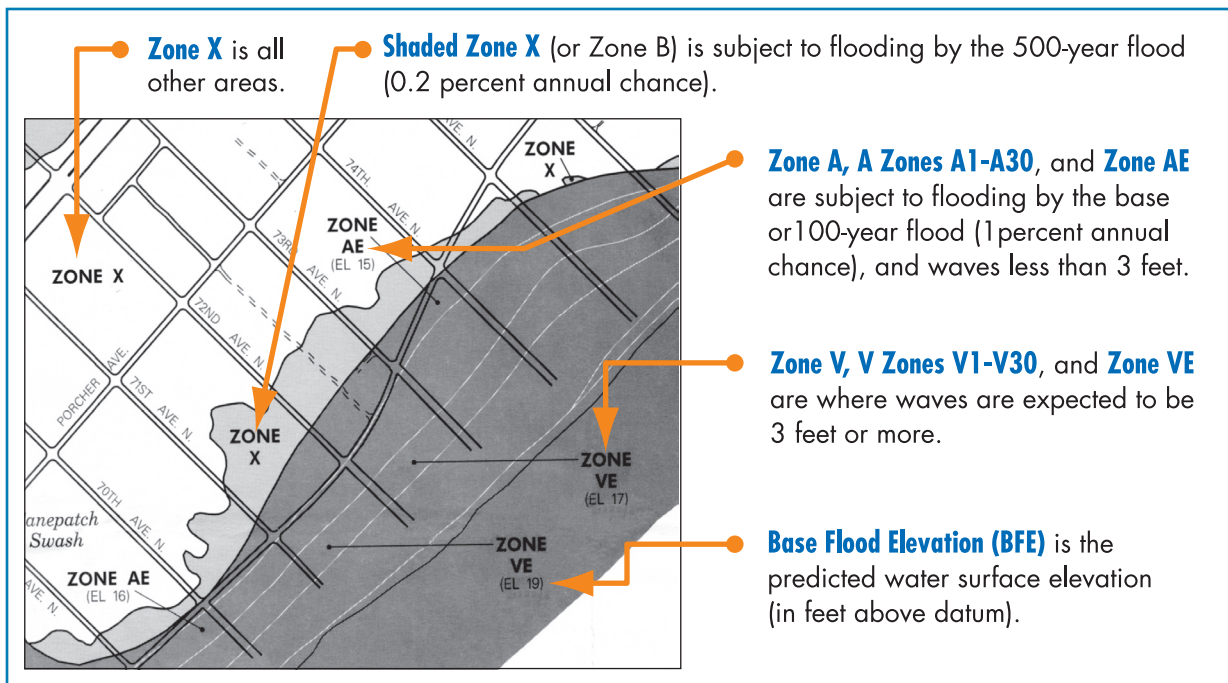 Zone X is all
other areas.
Shaded Zone X (or Zone B) is subject to flooding by the 500-year flood
(0.2 percent annual chance).
Zone A, A Zones A1-A30, and Zone AE
are subject to flooding by the base
or100-year flood (1percent annual
chance), and waves less than 3 feet.
Zone V, V Zones V1-V30, and Zone VE
are where waves are expected to be
3 feet or more.
Base Flood Elevation (BFE) is the
predicted water surface elevation
(in feet above datum).
AVE. N.
AVE. N.
ZONE
X
74TH. AVE. N.
ZONE
AE
(EL 15)
73RD AVE. N.
ZONE X
72ND AVE. N.
PORCHER AVE.
71ST AVE. N.
ZONE
X
ZONE
VE
(EL 17)
70TH AVE. N.
anepatch
Swash
ZONE
VE
(EL 19)
ZONE AE
(EL 16)
AVE. N.